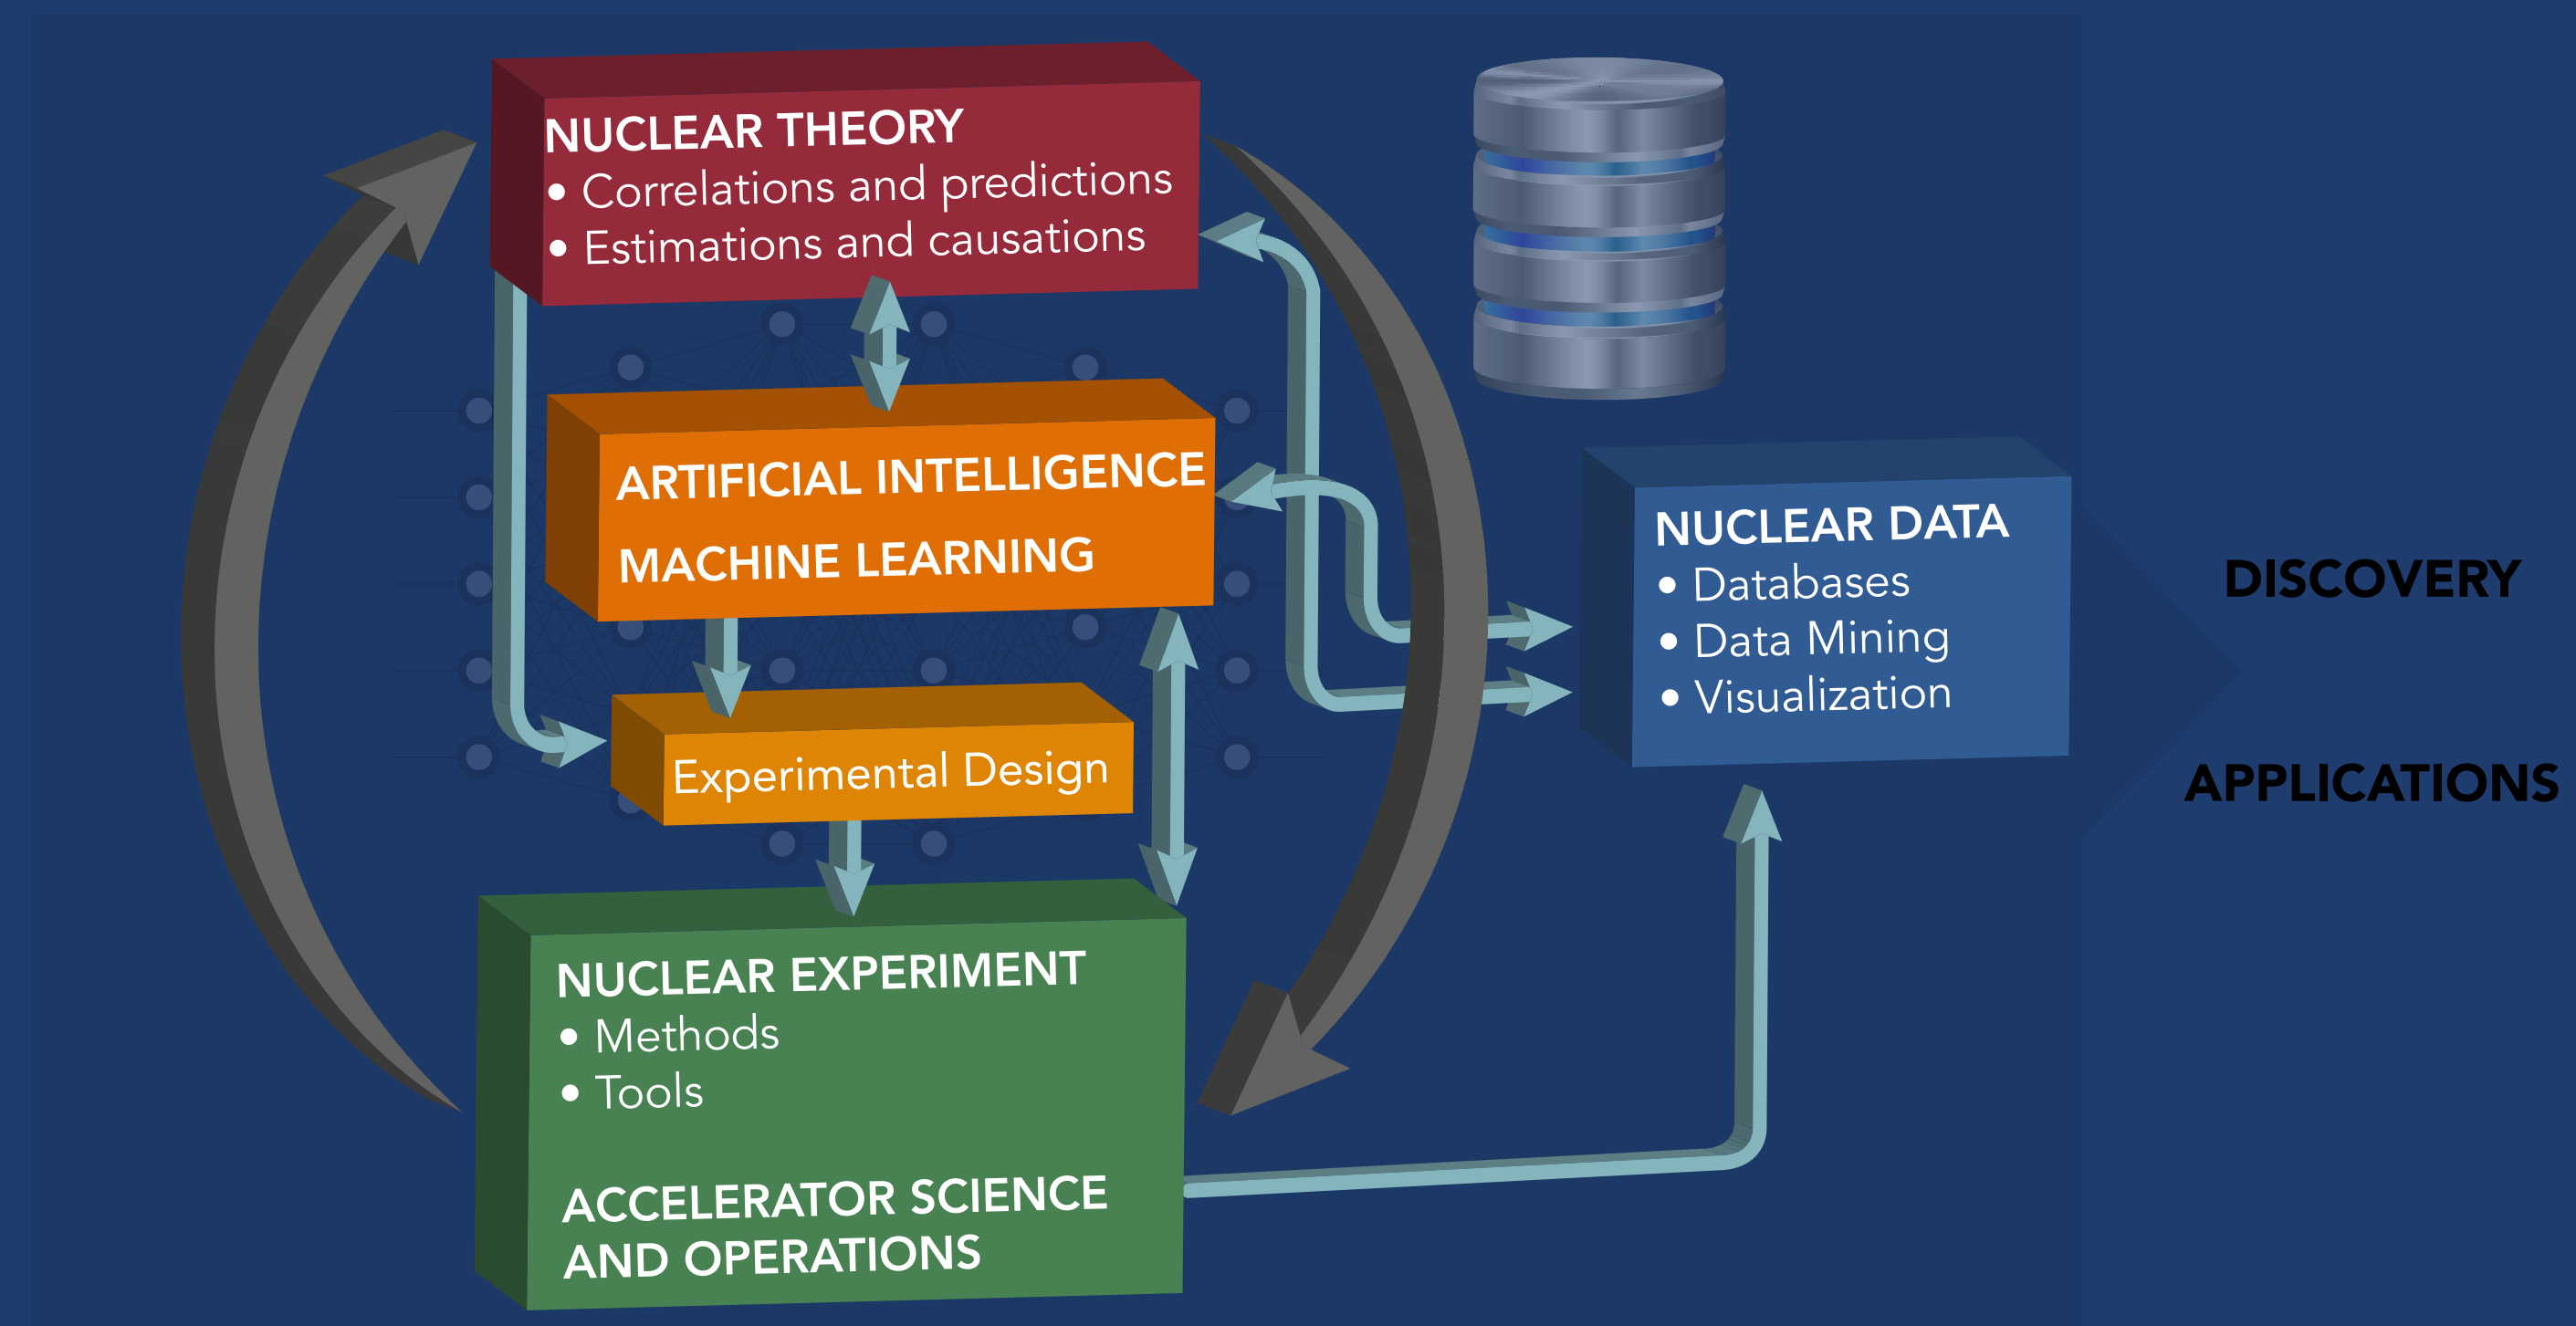 NUCLEAR THEORY
• Correlations and predictions
• Estimations and causations
ARTIFICIAL INTELLIGENCE
MACHINE LEARNING
Experimental Design
NUCLEAR EXPERIMENT
• Methods
• Tools
ACCELERATOR SCIENCE
AND OPERATIONS
NUCLEAR DATA
• Databases
• Data Mining
• Visualization
DISCOVERY
APPLICATIONS